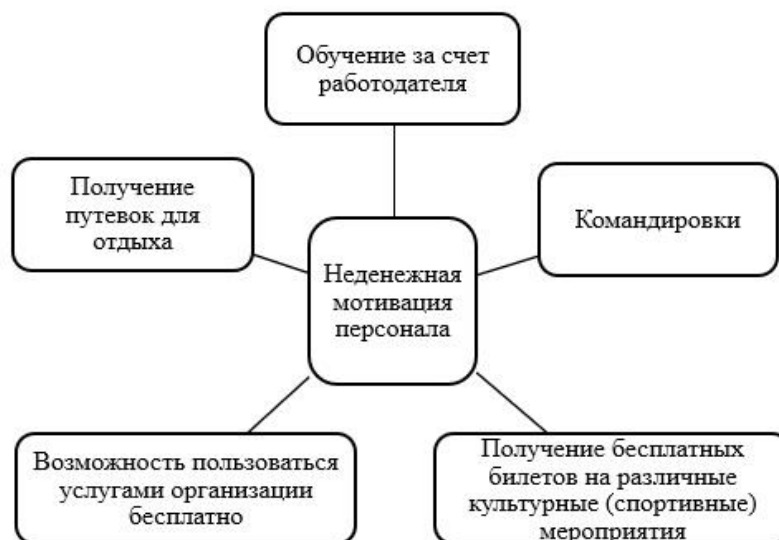 Обучение за счет
работодателя
Получение
путевок для
отдыха
Командировки
Неденежная
мотивация
персонала
Возможность пользоваться
услугами организации
бесплатно
Получение бесплатных
билетов на различные
культурные (спортивные)
мероприятия